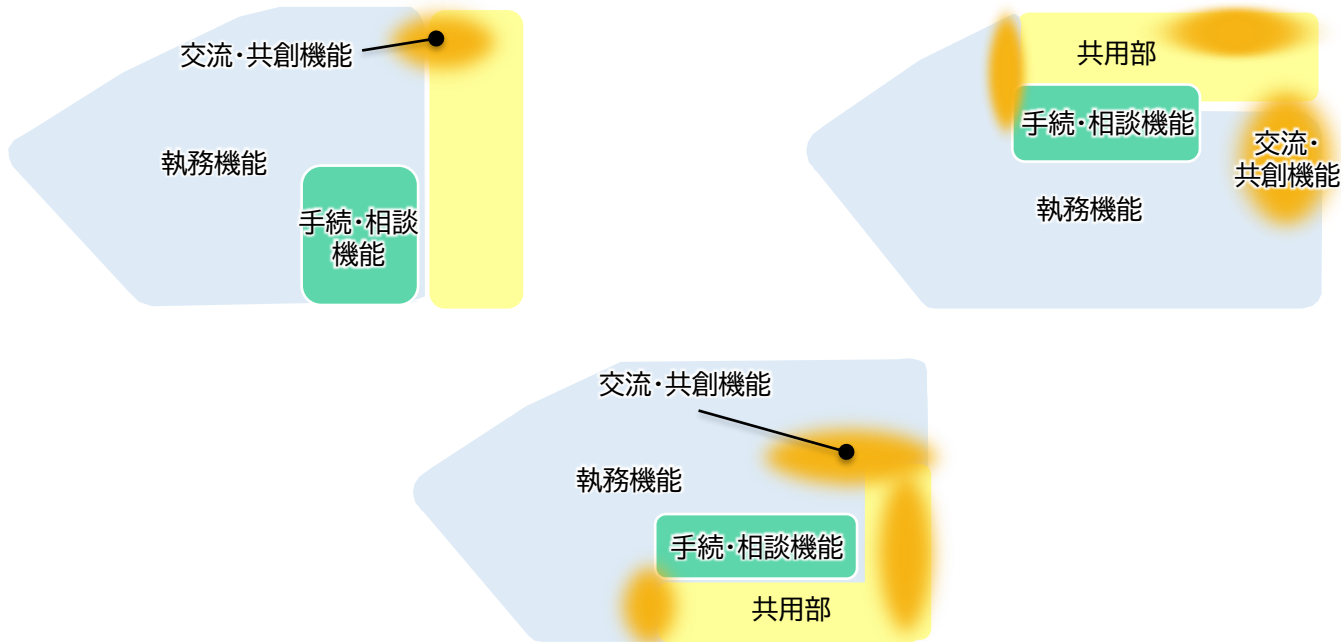 交流・共創機能
執務機能
手続・相談
機能
共用部
手続・相談機能
交流・
共創機能
執務機能
交流・共創機能
執務機能
手続・相談機能
共用部